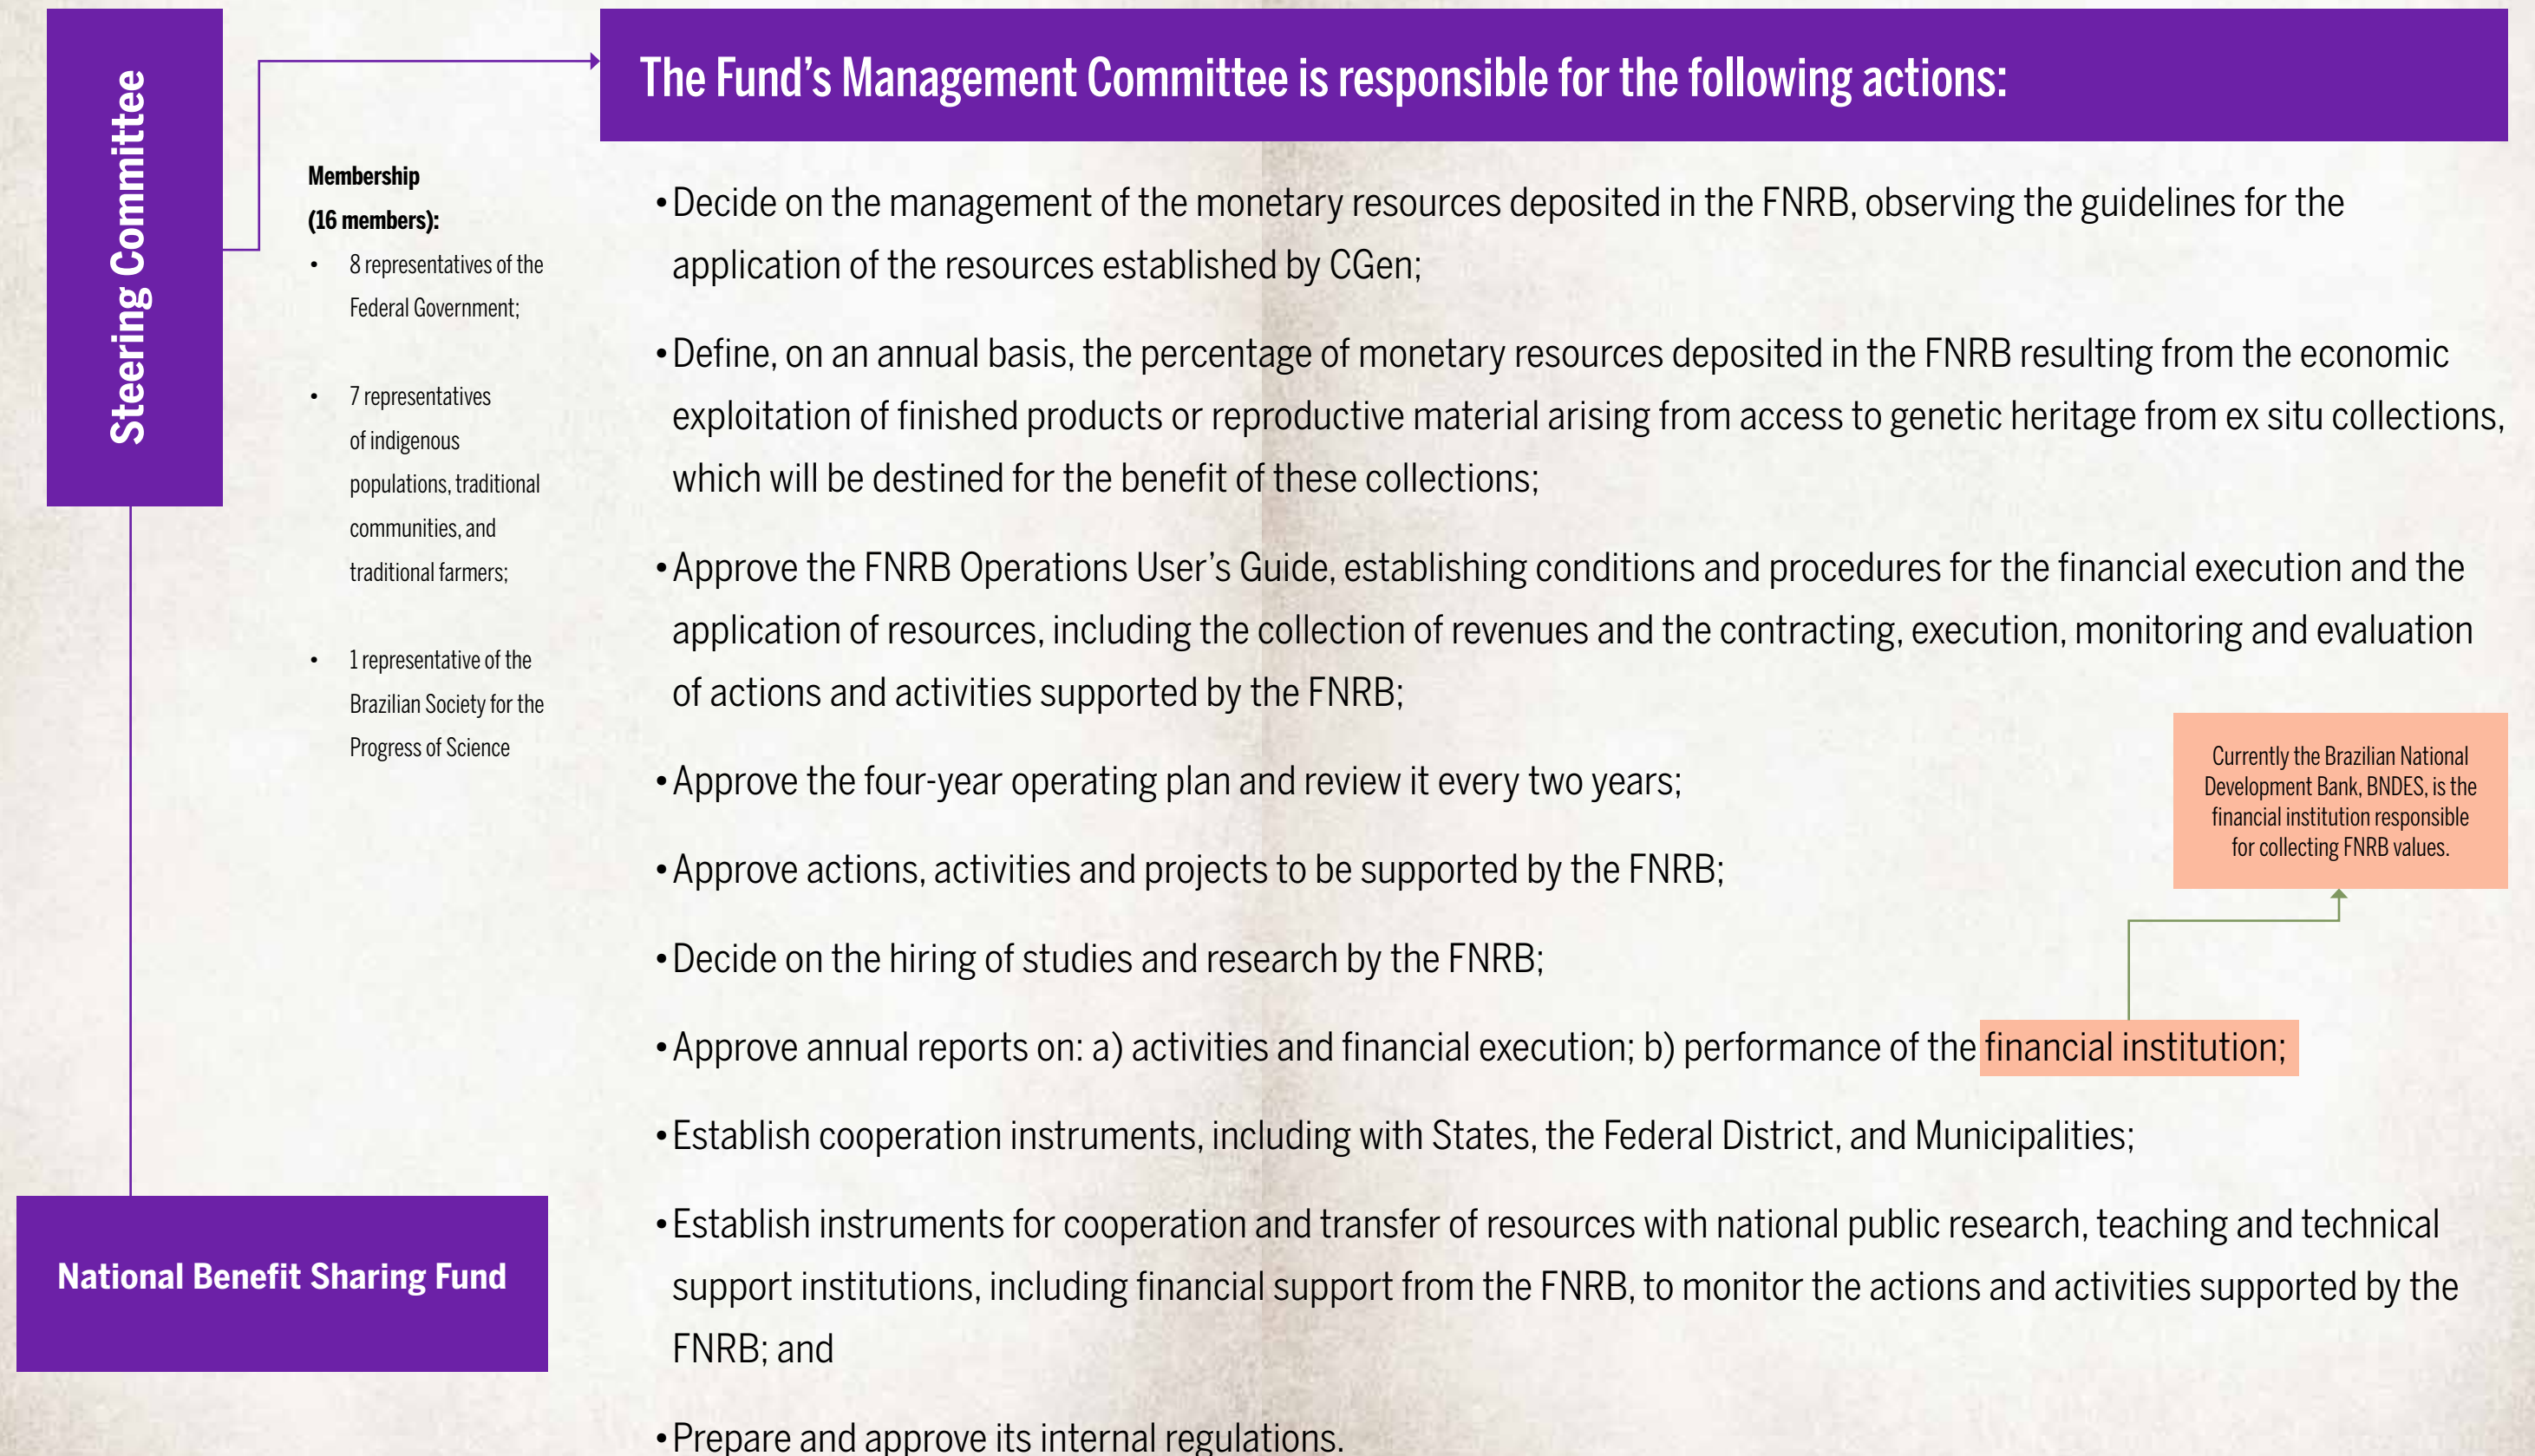 Steering Committee
The Fund’s Management Committee is responsible for the following actions:
Membership
(16 members):
• 8 representatives of the
Federal Government;
• 7 representatives
of indigenous
populations, traditional
communities, and
traditional farmers;
• 1 representative of the
Brazilian Society for the
Progress of Science
• Decide on the management of the monetary resources deposited in the FNRB, observing the guidelines for the
application of the resources established by CGen;
• Define, on an annual basis, the percentage of monetary resources deposited in the FNRB resulting from the economic
exploitation of finished products or reproductive material arising from access to genetic heritage from ex situ collections,
which will be destined for the benefit of these collections;
• Approve the FNRB Operations User’s Guide, establishing conditions and procedures for the financial execution and the
application of resources, including the collection of revenues and the contracting, execution, monitoring and evaluation
of actions and activities supported by the FNRB;
• Approve the four-year operating plan and review it every two years;
• Approve actions, activities and projects to be supported by the FNRB;
• Decide on the hiring of studies and research by the FNRB;
• Approve annual reports on: a) activities and financial execution; b) performance of the financial institution;
Currently the Brazilian National
Development Bank, BNDES, is the
financial institution responsible
for collecting FNRB values.
• Establish cooperation instruments, including with States, the Federal District, and Municipalities;
• Establish instruments for cooperation and transfer of resources with national public research, teaching and technical
support institutions, including financial support from the FNRB, to monitor the actions and activities supported by the
FNRB; and
• Prepare and approve its internal regulations.
National Benefit Sharing Fund